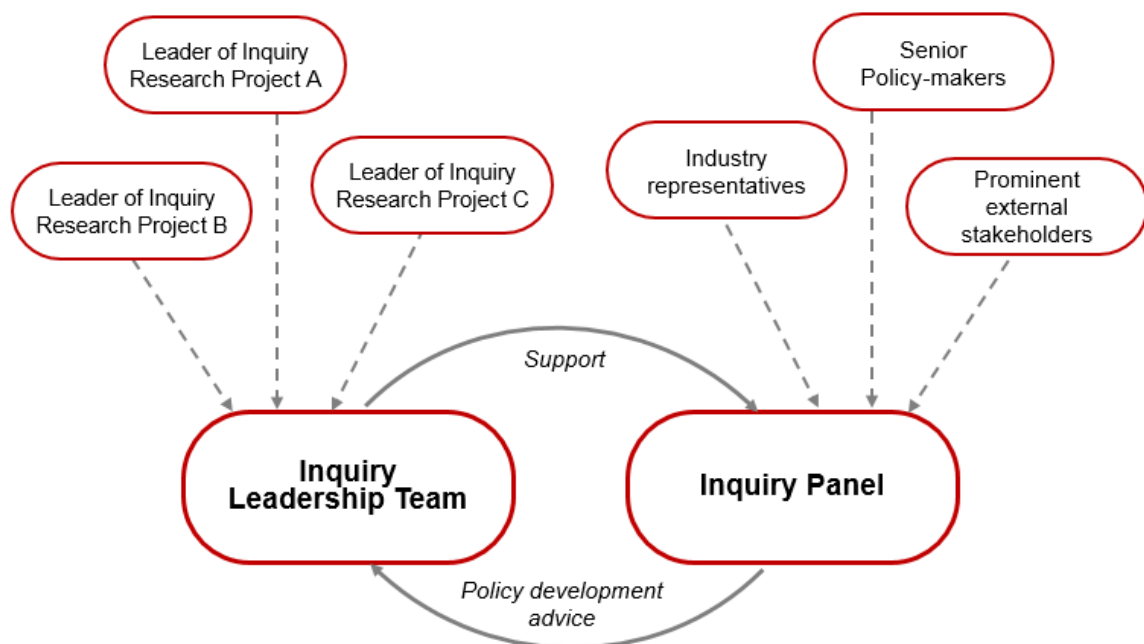 Leader of Inquiry
Research Project A
Senior
Policy-makers
Leader of Inquiry
Research Project B
Leader of Inquiry
Research Project C
Industry
representatives
Prominent
external
stakeholders
Support
Inquiry
Leadership Team
Inquiry Panel
Policy development
advice